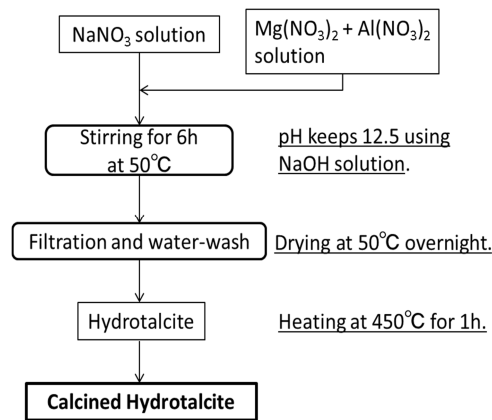 NaNO₃ solution
Mg(NO₃)₂ + Al(NO₃)₂
solution
Stirring for 6h
at 50℃
pH keeps 12.5 using
NaOH solution.
Filtration and water-wash
Drying at 50℃ overnight.
Hydrotalcite
Heating at 450℃ for 1h.
Calcined Hydrotalcite